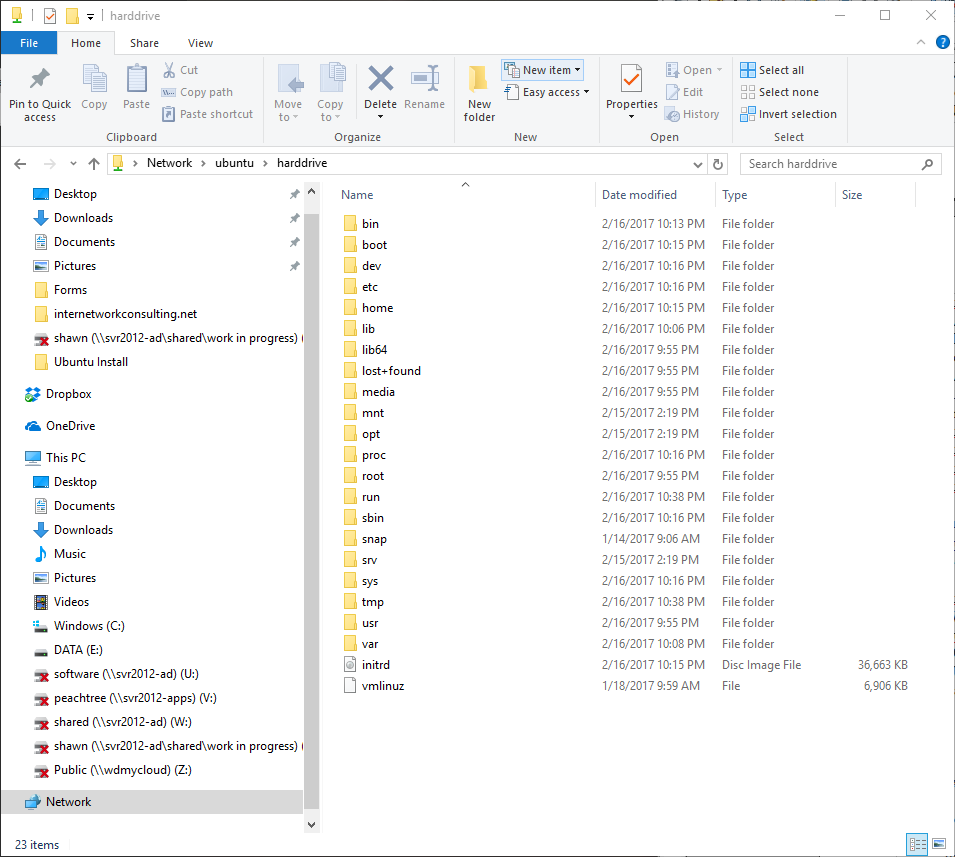 harddrive
File Home Share View
Pin to Quick access
Copy
Paste
Cut
Copy path
Paste shortcut
Clipboard
Move to
Copy to
Delete
Rename
Organize
New folder
New item
Easy access
New
Properties
Open
Edit
History
Open
Select all
Select none
Invert selection
Select
Network > ubuntu > harddrive
Search harddrive
Desktop
Downloads
Documents
Pictures
Forms
internetworkconsulting.net
shawn (\\svr2012-ad\shared\work in progress) (
Ubuntu Install
Dropbox
OneDrive
This PC
Desktop
Documents
Downloads
Music
Pictures
Videos
Windows (C:)
DATA (E:)
software (\\svr2012-ad) (U:)
peachtree (\\svr2012-apps) (V:)
shared (\\svr2012-ad) (W:)
shawn (\\svr2012-ad\shared\work in progress) (
Public (\\wdmycloud) (Z:)
Network
Name Date modified Type Size
bin 2/16/2017 10:13 PM File folder
boot 2/16/2017 10:15 PM File folder
dev 2/16/2017 10:16 PM File folder
etc 2/16/2017 10:16 PM File folder
home 2/16/2017 10:15 PM File folder
lib 2/16/2017 10:06 PM File folder
lib64 2/16/2017 9:55 PM File folder
lost+found 2/16/2017 9:55 PM File folder
media 2/16/2017 9:55 PM File folder
mnt 2/15/2017 2:19 PM File folder
opt 2/15/2017 2:19 PM File folder
proc 2/16/2017 10:16 PM File folder
root 2/16/2017 9:55 PM File folder
run 2/16/2017 10:38 PM File folder
sbin 2/16/2017 10:16 PM File folder
snap 1/14/2017 9:06 AM File folder
srv 2/15/2017 2:19 PM File folder
sys 2/16/2017 10:16 PM File folder
tmp 2/16/2017 10:38 PM File folder
usr 2/16/2017 9:55 PM File folder
var 2/16/2017 10:08 PM File folder
initrd 2/16/2017 10:15 PM Disc Image File 36,663 KB
vmlinuz 1/18/2017 9:59 AM File 6,906 KB
23 items